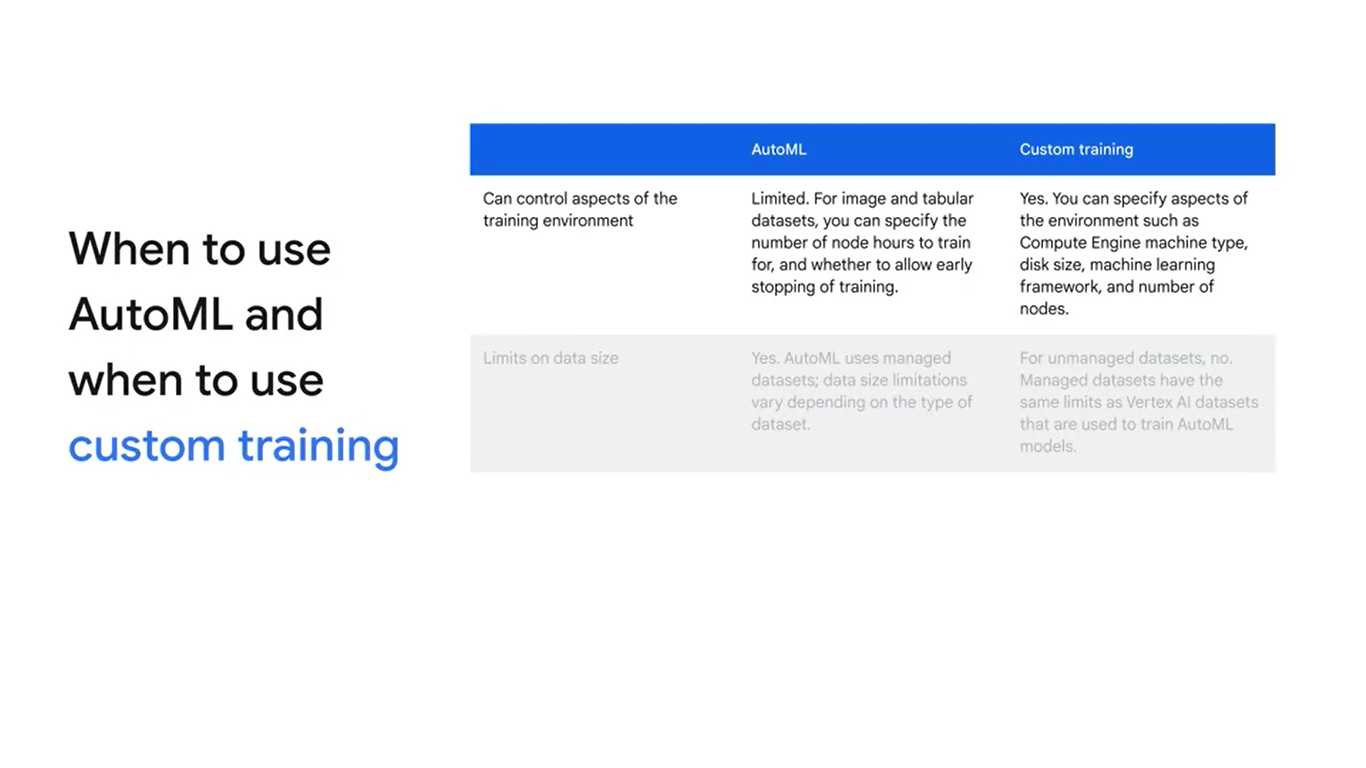 When to use
AutoML and
when to use
custom training
AutoML
Custom training
Can control aspects of the
training environment
Limited. For image and tabular
datasets, you can specify the
number of node hours to train
for, and whether to allow early
stopping of training.
Yes. You can specify aspects of
the environment such as
Compute Engine machine type,
disk size, machine learning
framework, and number of
nodes.
Limits on data size
Yes. AutoML uses managed
datasets; data size limitations
vary depending on the type of
dataset.
For unmanaged datasets, no.
Managed datasets have the
same limits as Vertex AI datasets
that are used to train AutoML
models.